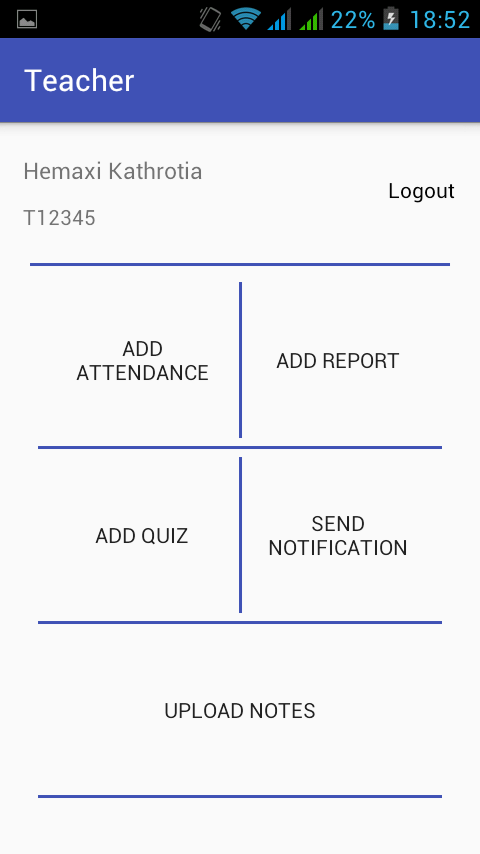 22% 18:52
Teacher
Hemaxi Kathrotia
Logout
T12345
ADD
ATTENDANCE
ADD REPORT
ADD QUIZ
SEND
NOTIFICATION
UPLOAD NOTES